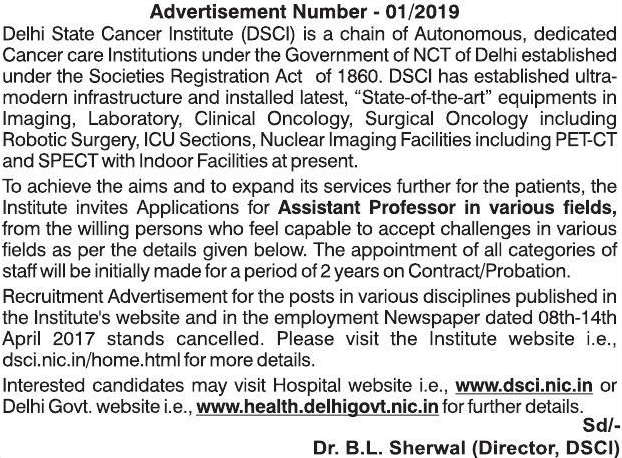 Advertisement Number - 01/2019
Delhi State Cancer Institute (DSCI) is a chain of Autonomous, dedicated
Cancer care Institutions under the Government of NCT of Delhi established
under the Societies Registration Act of 1860. DSCI has established ultra-
modern infrastructure and installed latest, “State-of-the-art” equipments in
Imaging, Laboratory, Clinical Oncology, Surgical Oncology including
Robotic Surgery, ICU Sections, Nuclear Imaging Facilities including PET-CT
and SPECT with Indoor Facilities at present.
To achieve the aims and to expand its services further for the patients, the
Institute invites Applications for Assistant Professor in various fields,
from the willing persons who feel capable to accept challenges in various
fields as per the details given below. The appointment of all categories of
staff will be initially made for a period of 2 years on Contract/Probation.
Recruitment Advertisement for the posts in various disciplines published in
the Institute's website and in the employment Newspaper dated 08th-14th
April 2017 stands cancelled. Please visit the Institute website i.e.,
dsci.nic.in/home.html for more details.
Interested candidates may visit Hospital website i.e., www.dsci.nic.in or
Delhi Govt. website i.e., www.health.delhigovt.nic.in for further details.
Sd/-
Dr. B.L. Sherwal (Director, DSCI)